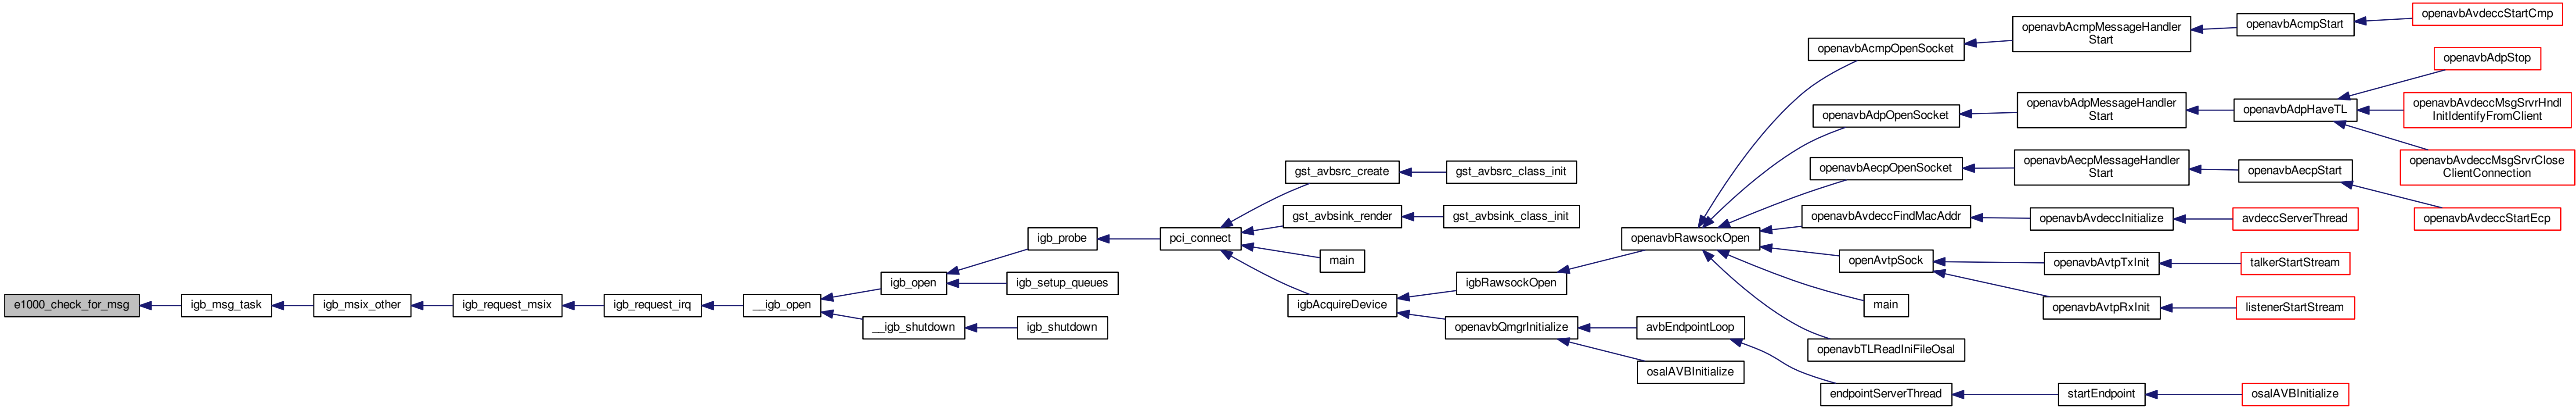 e1000_check_for_msg
igb_msg_task
igb_msix_other
igb_request_msix
igb_request_irq
__igb_open
igb_open
__igb_shutdown
igb_probe
igb_setup_queues
igb_shutdown
pci_connect
gst_avbsrc_create
gst_avbsink_render
main
igbAcquireDevice
gst_avbsrc_class_init
gst_avbsink_class_init
igbRawsockOpen
openavbQmgrInitialize
openavbRawsockOpen
avbEndpointLoop
osalAVBInitialize
openavbAcmpOpenSocket
openavbAdpOpenSocket
openavbAecpOpenSocket
openavbAvdeccFindMacAddr
openAvtpSock
main
openavbTLReadIniFileOsal
endpointServerThread
openavbAcmpMessageHandler
Start
openavbAdpMessageHandler
Start
openavbAecpMessageHandler
Start
openavbAvdeccInitialize
openavbAvtpTxInit
openavbAvtpRxInit
startEndpoint
openavbAcmpStart
openavbAdpHaveTL
openavbAecpStart
avdeccServerThread
talkerStartStream
listenerStartStream
osalAVBInitialize
openavbAvdeccStartCmp
openavbAdpStop
openavbAvdeccMsgSrvrHndl
InitIdentifyFromClient
openavbAvdeccMsgSrvrClose
ClientConnection
openavbAvdeccStartEcp